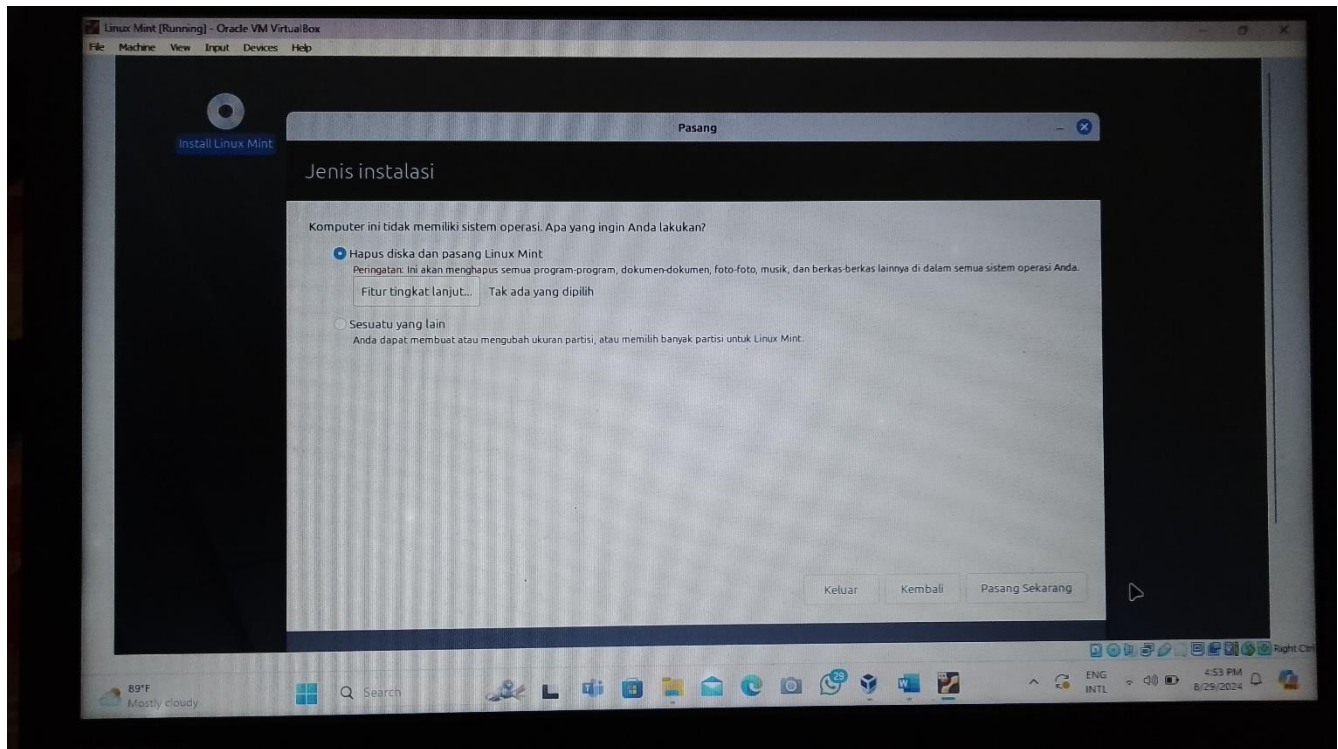 Linux Mint [Running] - Oracle VM VirtualBox
File Machine View Input Devices Help
Install Linux Mint
Pasang
Jenis instalasi
Komputer ini tidak memiliki sistem operasi. Apa yang ingin Anda lakukan?
Hapus diska dan pasang Linux Mint
Peringatan: Ini akan menghapus semua program-program, dokumen-dokumen, foto-foto, musik, dan berkas-berkas lainnya di dalam semua sistem operasi Anda.
Fitur tingkat lanjut... Tak ada yang dipilih
Sesuatu yang lain
Anda dapat membuat atau mengubah ukuran partisi, atau memilih banyak partisi untuk Linux Mint.
Keluar Kembali Pasang Sekarang
Right Ctrl
89°F
Mostly cloudy
Search
29
W
ENG
INTL
4:53 PM
8/29/2024